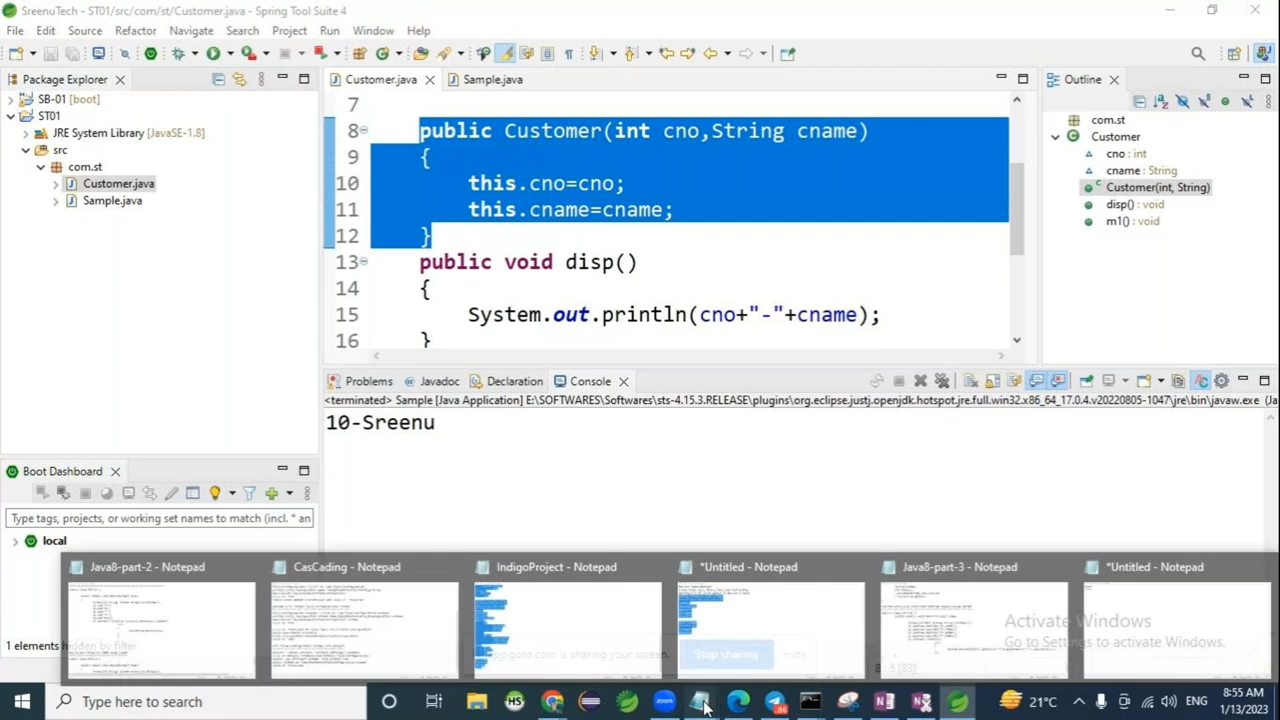 SreenuTech - ST01/src/com/st/Customer.java - Spring Tool Suite 4
File Edit Source Refactor Navigate Search Project Run Window Help
Package Explorer
SB-01 [boot]
ST01
JRE System Library [JavaSE-1.8]
src
com.st
Customer.java
Sample.java
Customer.java Sample.java
7
8 public Customer(int cno,String cname)
9 {
10 this.cno=cno;
11 this.cname=cname;
12 }
13 public void disp()
14 {
15 System.out.println(cno+"-"+cname);
16 }
Outline
com.st
Customer
cno : int
cname : String
Customer(int, String)
disp() : void
m1() : void
Problems Javadoc Declaration Console
<terminated> Sample [Java Application] E:\SOFTWARES\Softwares\sts-4.15.3.RELEASE\plugins\org.eclipse.justj.openjdk.hotspot.jre.full.win32.x86_64_17.0.4.v20220805-1047\jre\bin\javaw.exe (Ja
10-Sreenu
Boot Dashboard
Type tags, projects, or working set names to match (incl. * an
local
1 elements hidden by filter
Java8-part-2 - Notepad
CasCading - Notepad
IndigoProject - Notepad
*Untitled - Notepad
Java8-part-3 - Notepad
*Untitled - Notepad
Activate Windows
Go to Settings to activate Windows.
Type here to search
HS
zoom
86
21°C
ENG
8:55 AM
1/13/2023